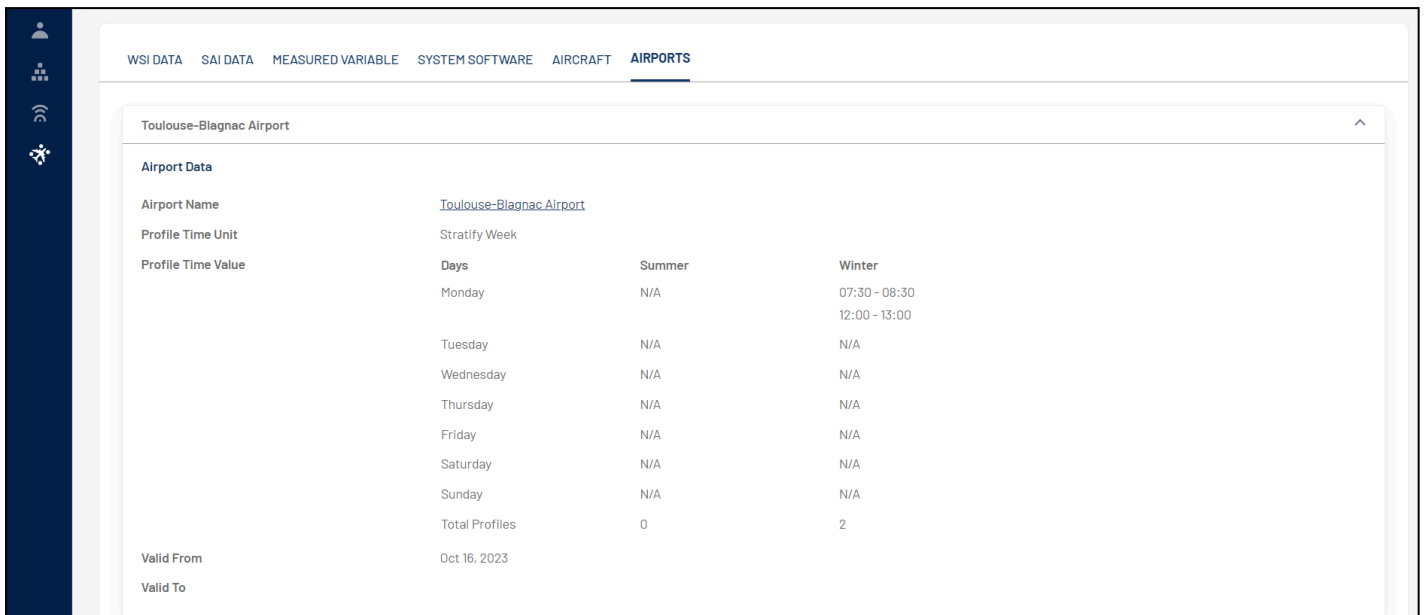 WSI DATA SAI DATA MEASURED VARIABLE SYSTEM SOFTWARE AIRCRAFT AIRPORTS
Toulouse-Blagnac Airport
Airport Data
Airport Name Toulouse-Blagnac Airport
Profile Time Unit Stratify Week
Profile Time Value Days Summer Winter
Monday N/A 07:30 - 08:30
12:00 - 13:00
Tuesday N/A N/A
Wednesday N/A N/A
Thursday N/A N/A
Friday N/A N/A
Saturday N/A N/A
Sunday N/A N/A
Total Profiles 0 2
Valid From Oct 16, 2023
Valid To